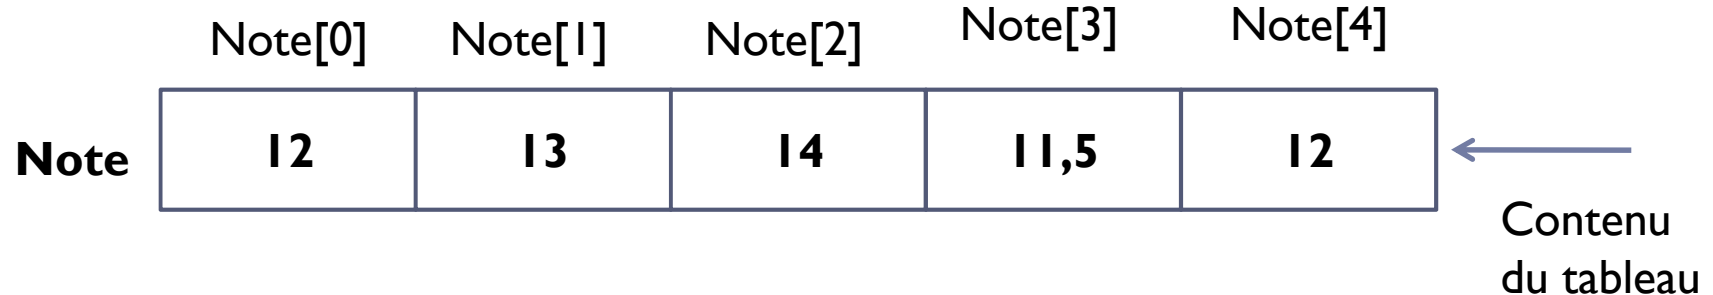 Note[0] Note[1] Note[2] Note[3] Note[4]
Note 12 13 14 11,5 12
Contenu
du tableau